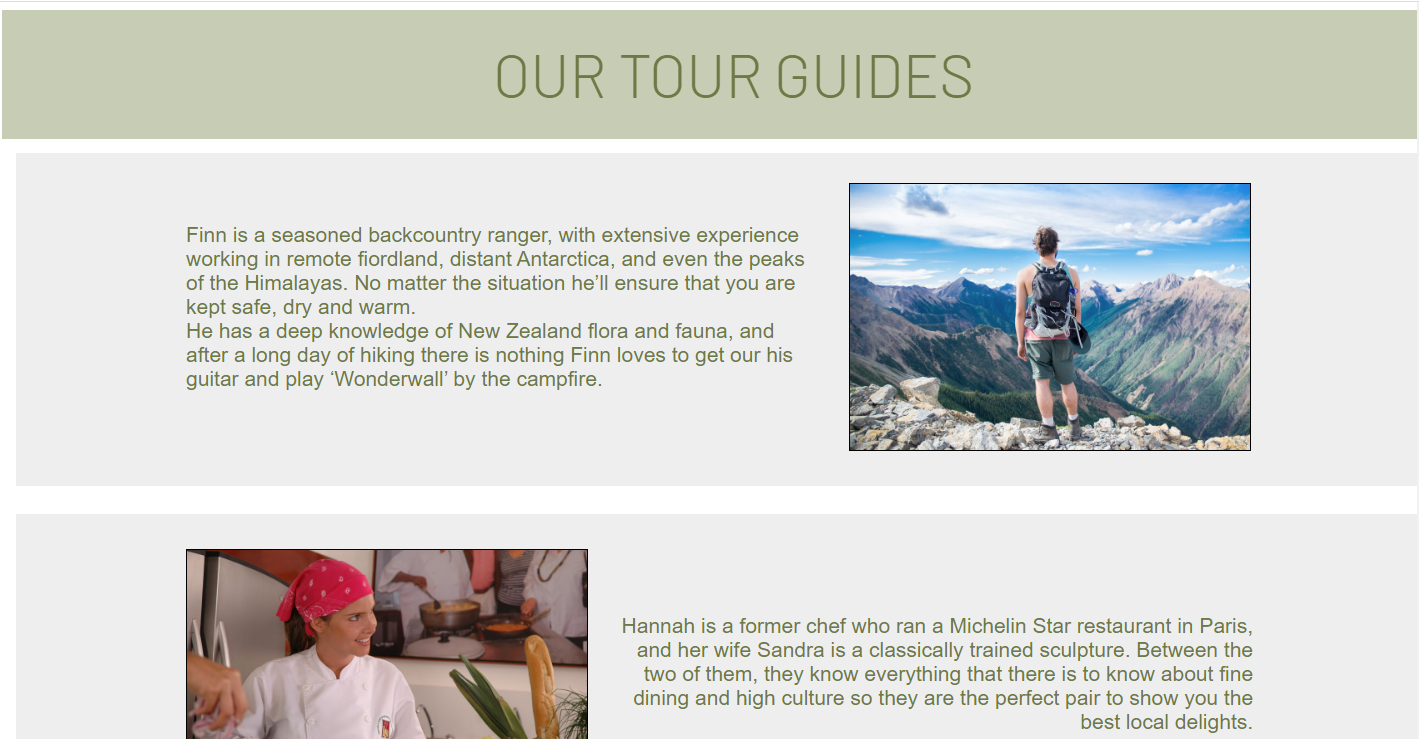 OUR TOUR GUIDES
Finn is a seasoned backcountry ranger, with extensive experience
working in remote fiordland, distant Antarctica, and even the peaks
of the Himalayas. No matter the situation he’ll ensure that you are
kept safe, dry and warm.
He has a deep knowledge of New Zealand flora and fauna, and
after a long day of hiking there is nothing Finn loves to get our his
guitar and play ‘Wonderwall’ by the campfire.
Hannah is a former chef who ran a Michelin Star restaurant in Paris,
and her wife Sandra is a classically trained sculpture. Between the
two of them, they know everything that there is to know about fine
dining and high culture so they are the perfect pair to show you the
best local delights.